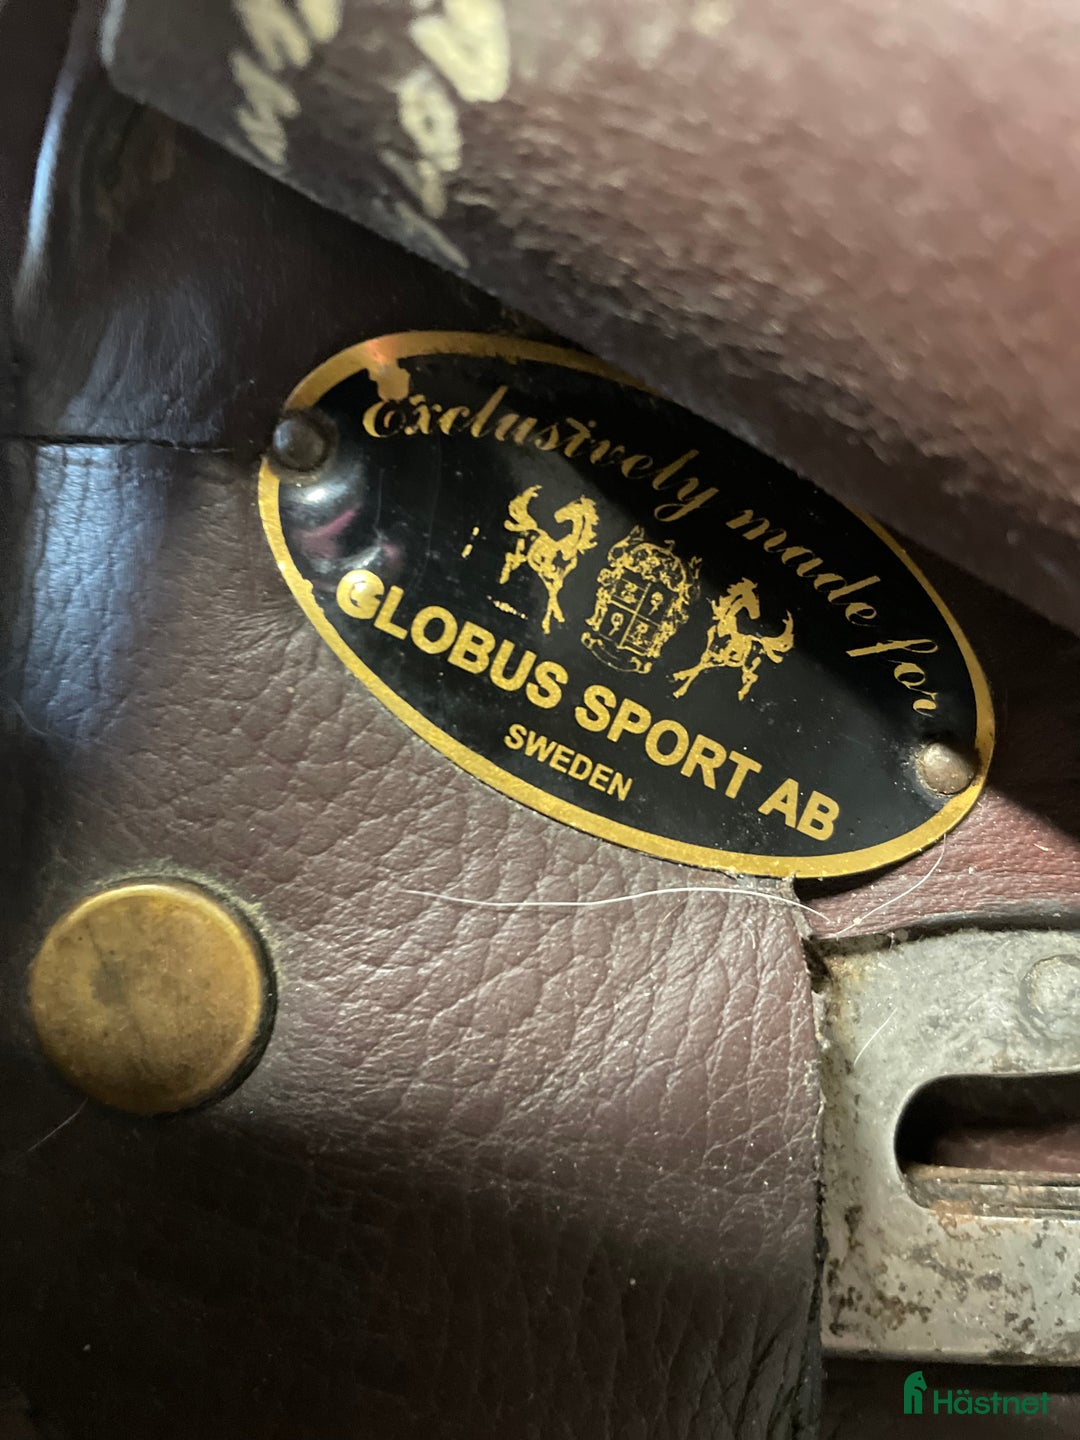 Exclusively made for
GLOBUS SPORT AB
SWEDEN
Hästnet